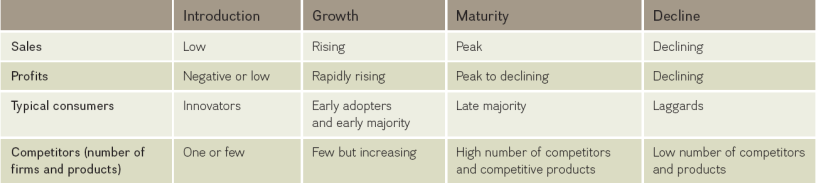 Introduction Growth Maturity Decline
Sales Low Rising Peak Declining
Profits Negative or low Rapidly rising Peak to declining Declining
Typical consumers Innovators Early adopters Late majority Laggards
and early majority
Competitors (number of One or few Few but increasing High number of competitors Low number of competitors
firms and products) and competitive products and products